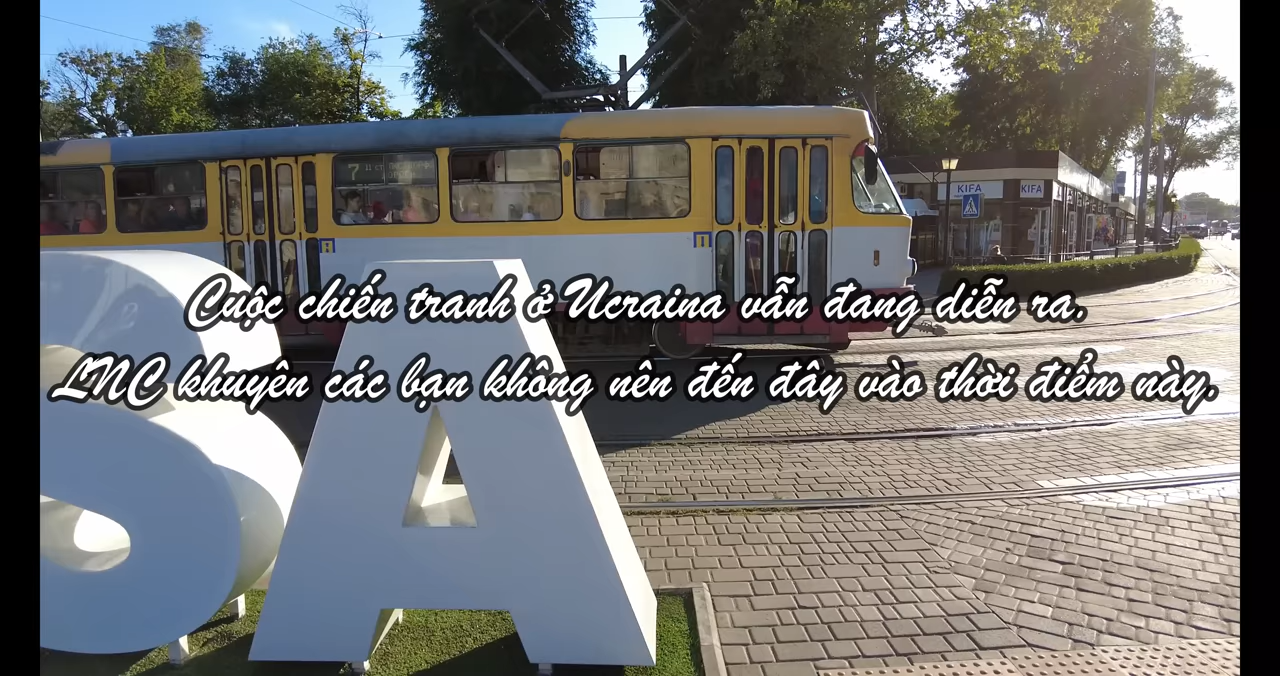 7
KIFA
KIFA
SA
Cuộc chiến tranh ở Ucraina vẫn đang diễn ra.
LNC khuyên các bạn không nên đến đây vào thời điểm này.